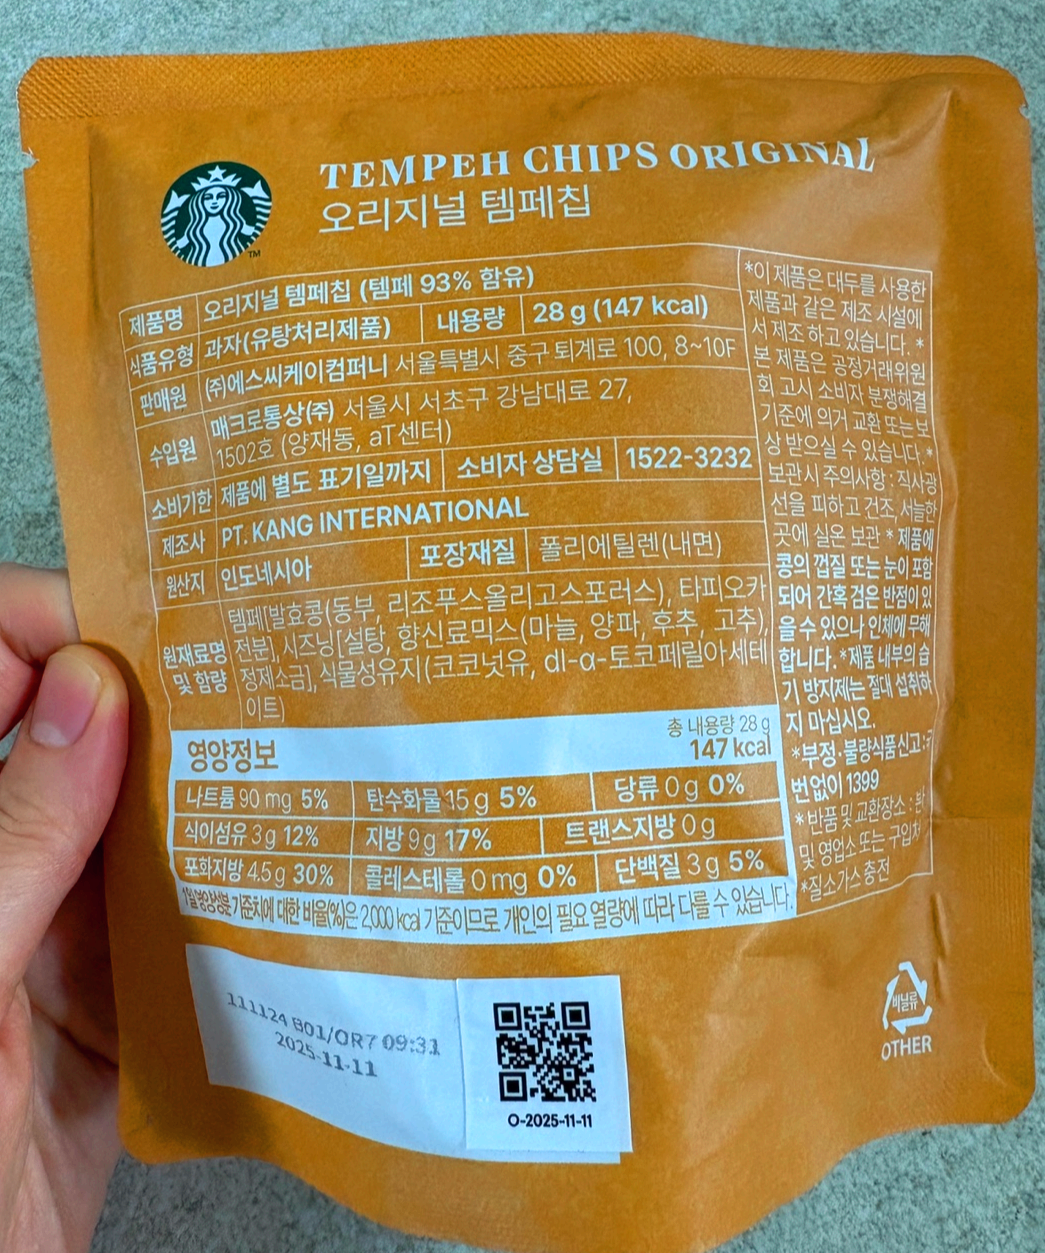 TEMPEH CHIPS ORIGINAL
오리지널 템페칩
TM
제품명 오리지널 템페칩 (템페 93% 함유)
식품유형 과자(유탕처리제품) 내용량 28 g (147 kcal)
판매원 (주)에스씨케이컴퍼니 서울특별시 중구 퇴계로 100, 8~10F
수입원 매크로통상(주) 서울시 서초구 강남대로 27,
1502호 (양재동, aT센터)
소비기한 제품에 별도 표기일까지 소비자 상담실 1522-3232
제조사 PT. KANG INTERNATIONAL
원산지 인도네시아 포장재질 폴리에틸렌(내면)
원재료명 및 함량
템페[발효콩(동부, 리조푸스올리고스포러스), 타피오카
전분], 시즈닝[설탕, 향신료믹스(마늘, 양파, 후추, 고추),
정제소금], 식물성유지(코코넛유, dl-α-토코페릴아세테
이트)
*이 제품은 대두를 사용한
제품과 같은 제조 시설에
서 제조 하고 있습니다. *
본 제품은 공정거래위원
회 고시 소비자 분쟁해결
기준에 의거 교환 또는 보
상 받으실 수 있습니다. *
보관 시 주의사항 : 직사광
선을 피하고 건조, 서늘한
곳에 실온 보관 * 제품에
콩의 껍질 또는 눈이 포함
되어 간혹 검은 반점이 있
을 수 있으나 인체에 무해
합니다. *제품 내부의 습
기 방지제는 절대 섭취하
지 마십시오.
*부정·불량식품신고 : 국
번없이 1399
*반품 및 교환장소 : 본
및 영업소 또는 구입처
*질소가스 충전
영양정보
총 내용량 28 g
147 kcal
나트륨 90 mg 5% 탄수화물 15 g 5% 당류 0 g 0%
식이섬유 3 g 12% 지방 9 g 17% 트랜스지방 0 g
포화지방 4.5 g 30% 콜레스테롤 0 mg 0% 단백질 3 g 5%
1일 영양성분 기준치에 대한 비율(%)은 2,000 kcal 기준이므로 개인의 필요 열량에 따라 다를 수 있습니다.
111124 B01/OR7 09:31
2025-11-11
O-2025-11-11
비닐류
OTHER